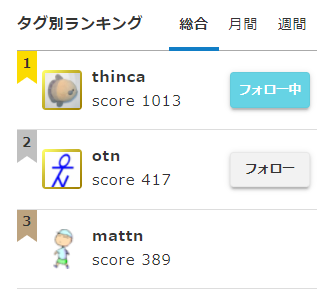 タグ別ランキング 総合 月間 週間
1
thinca
score 1013
フォロー中
2
otn
score 417
フォロー
3
mattn
score 389